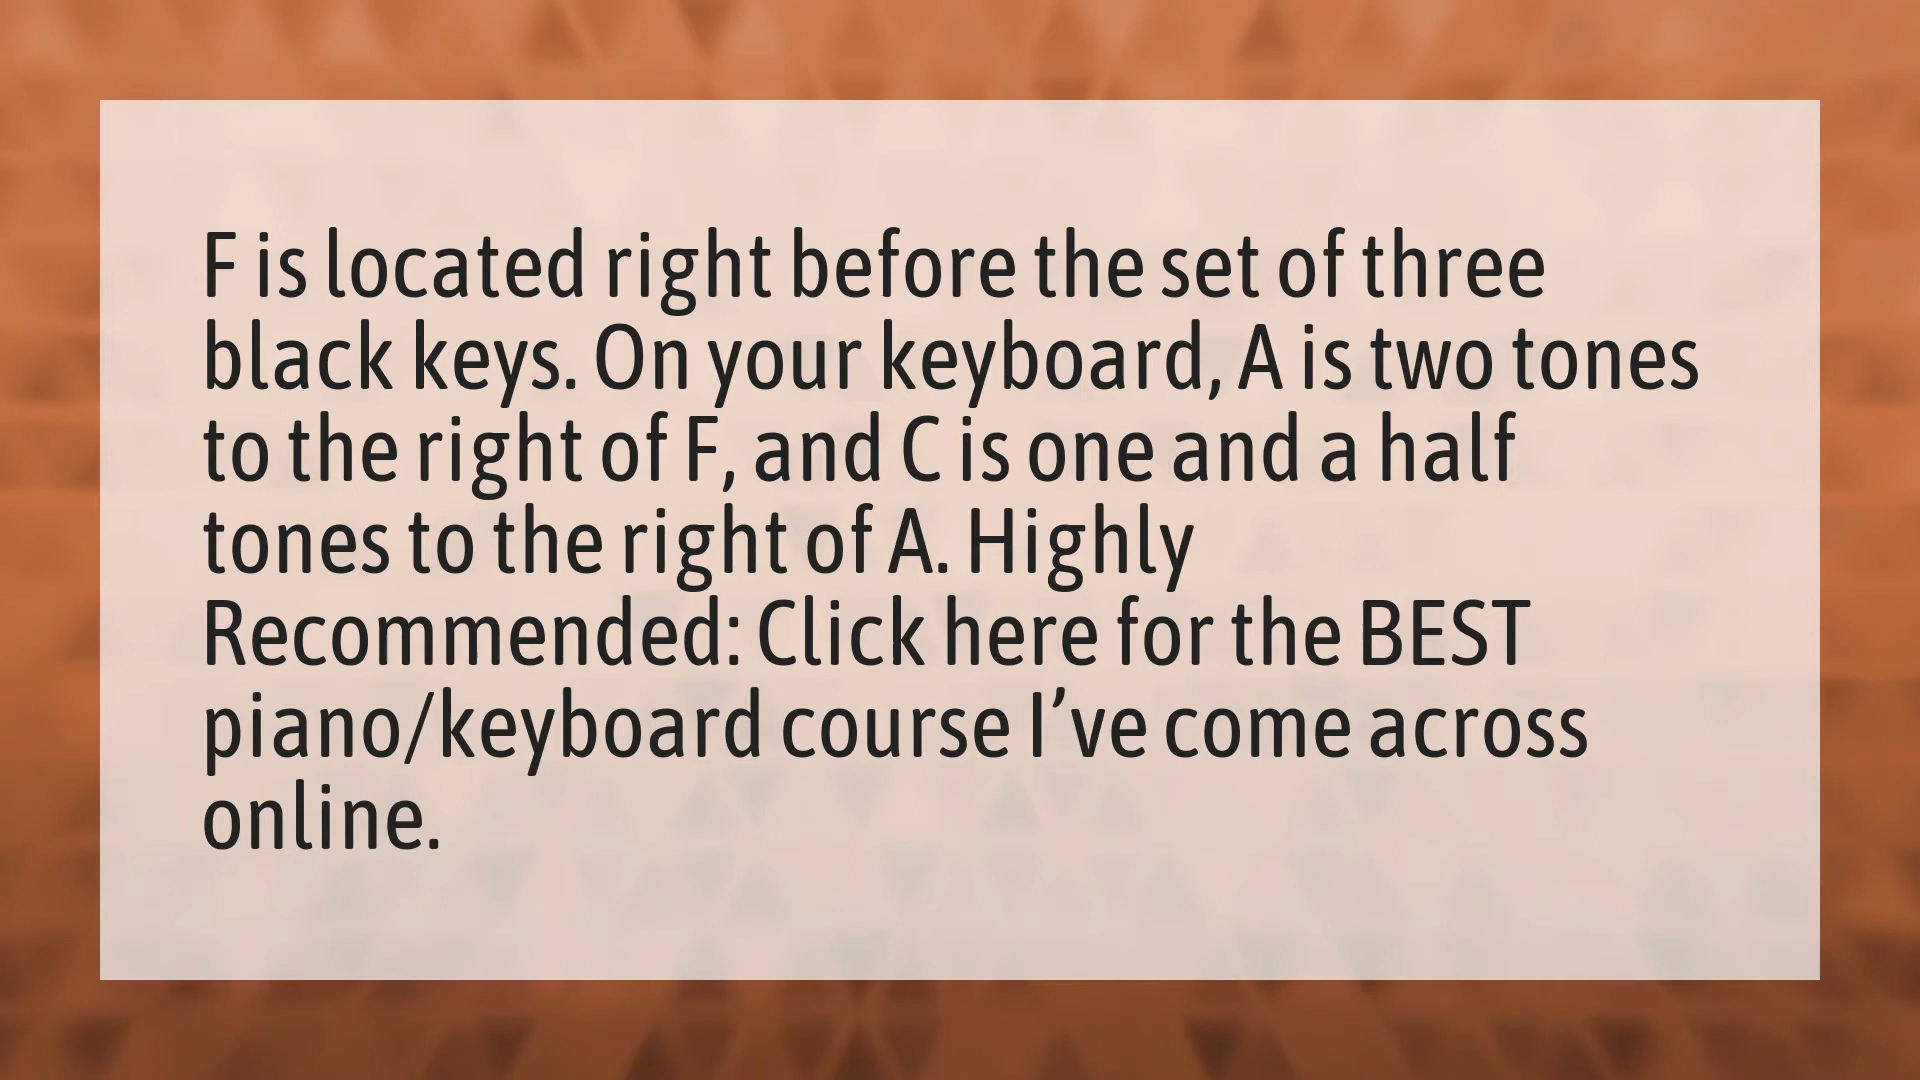 F is located right before the set of three
black keys. On your keyboard, A is two tones
to the right of F, and C is one and a half
tones to the right of A. Highly
Recommended: Click here for the BEST
piano/keyboard course I’ve come across
online.